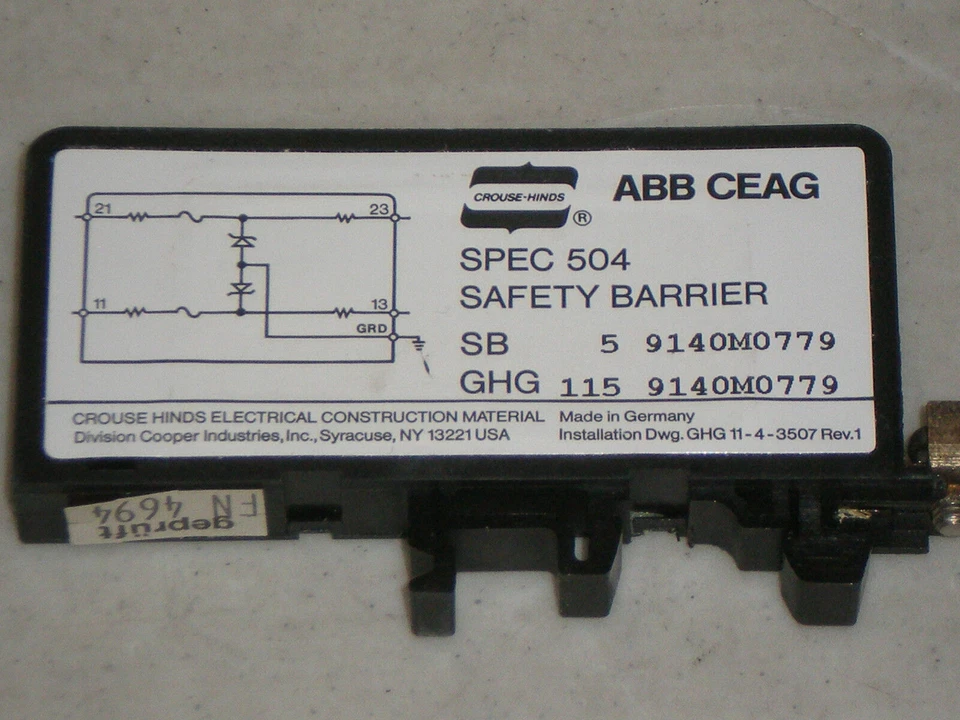 21
23
11
13
GRD
CROUSE-HINDS
®
ABB CEAG
SPEC 504
SAFETY BARRIER
SB 5 9140M0779
GHG 115 9140M0779
CROUSE HINDS ELECTRICAL CONSTRUCTION MATERIAL
Division Cooper Industries, Inc., Syracuse, NY 13221 USA
Made in Germany
Installation Dwg. GHG 11-4-3507 Rev.1
geprüft
FN 4694